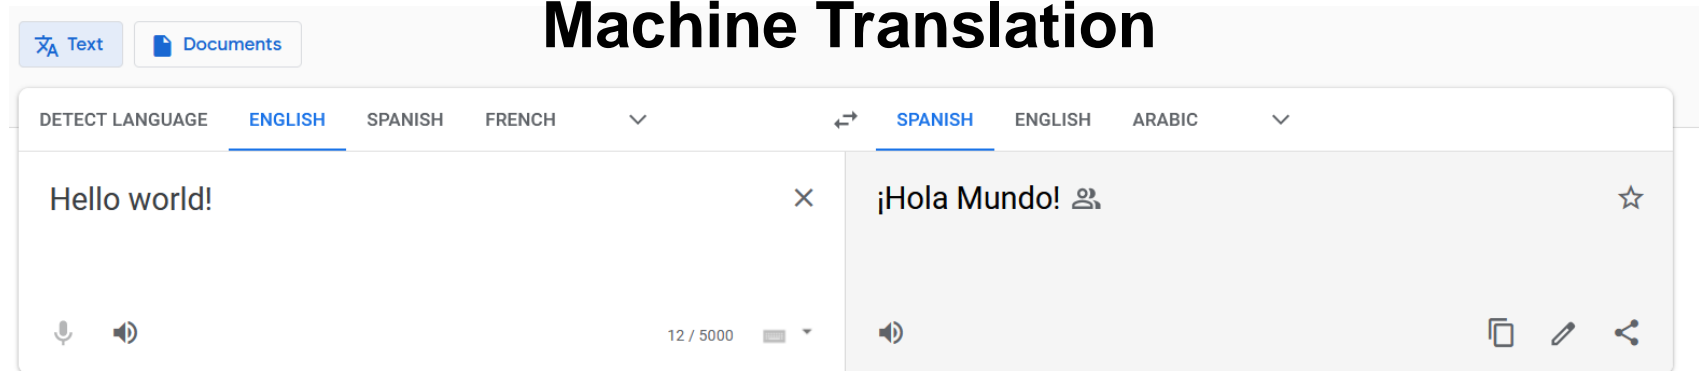 Machine Translation
Text Documents
DETECT LANGUAGE ENGLISH SPANISH FRENCH SPANISH ENGLISH ARABIC
Hello world! ¡Hola Mundo!
12 / 5000